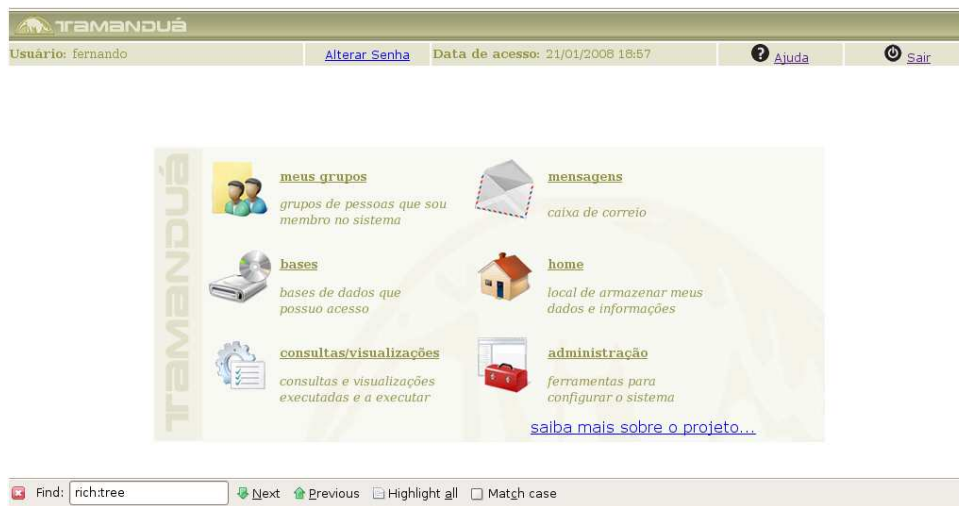 Tamanduá
Usuário: fernando Alterar Senha Data de acesso: 21/01/2008 18:57 Ajuda Sair
Tamanduá
meus grupos
grupos de pessoas que sou
membro no sistema
mensagens
caixa de correio
bases
bases de dados que
possuo acesso
home
local de armazenar meus
dados e informações
consultas/visualizações
consultas e visualizações
executadas e a executar
administração
ferramentas para
configurar o sistema
saiba mais sobre o projeto...
Find: rich:tree Next Previous Highlight all Match case